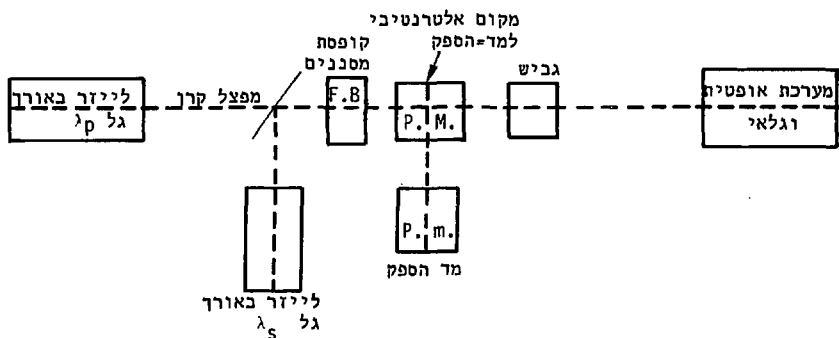 מקום אלטרנטיבי
למד=הספק
קופסת
מסננים
גביש
לייזר באורך
גל λp
מפצל קרן
F.B
P. M.
מערכת אופטית
וגלאי
P. m.
מד הספק
לייזר באורך
גל λs